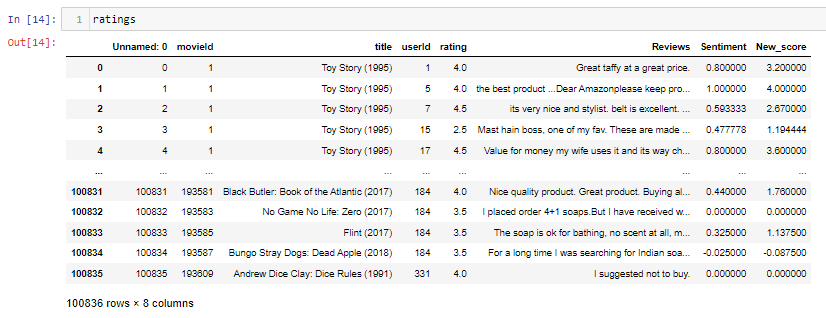 In [14]: 1 ratings
Out[14]:
Unnamed: 0 movieId title userId rating Reviews Sentiment New_score
0 0 1 Toy Story (1995) 1 4.0 Great taffy at a great price. 0.800000 3.200000
1 1 1 Toy Story (1995) 5 4.0 the best product ...Dear Amazonplease keep pro... 1.000000 4.000000
2 2 1 Toy Story (1995) 7 4.5 its very nice and stylist. belt is excellent. ... 0.593333 2.670000
3 3 1 Toy Story (1995) 15 2.5 Mast hain boss, one of my fav. These are made ... 0.477778 1.194444
4 4 1 Toy Story (1995) 17 4.5 Value for money my wife uses it and its way ch... 0.800000 3.600000
... ... ... ... ... ... ... ... ...
100831 100831 193581 Black Butler: Book of the Atlantic (2017) 184 4.0 Nice quality product. Great product. Buying al... 0.440000 1.760000
100832 100832 193583 No Game No Life: Zero (2017) 184 3.5 I placed order 4+1 soaps.But I have received w... 0.000000 0.000000
100833 100833 193585 Flint (2017) 184 3.5 The soap is ok for bathing, no scent at all, m... 0.325000 1.137500
100834 100834 193587 Bungo Stray Dogs: Dead Apple (2018) 184 3.5 For a long time I was searching for Indian soa... -0.025000 -0.087500
100835 100835 193609 Andrew Dice Clay: Dice Rules (1991) 331 4.0 I suggested not to buy. 0.000000 0.000000
100836 rows × 8 columns